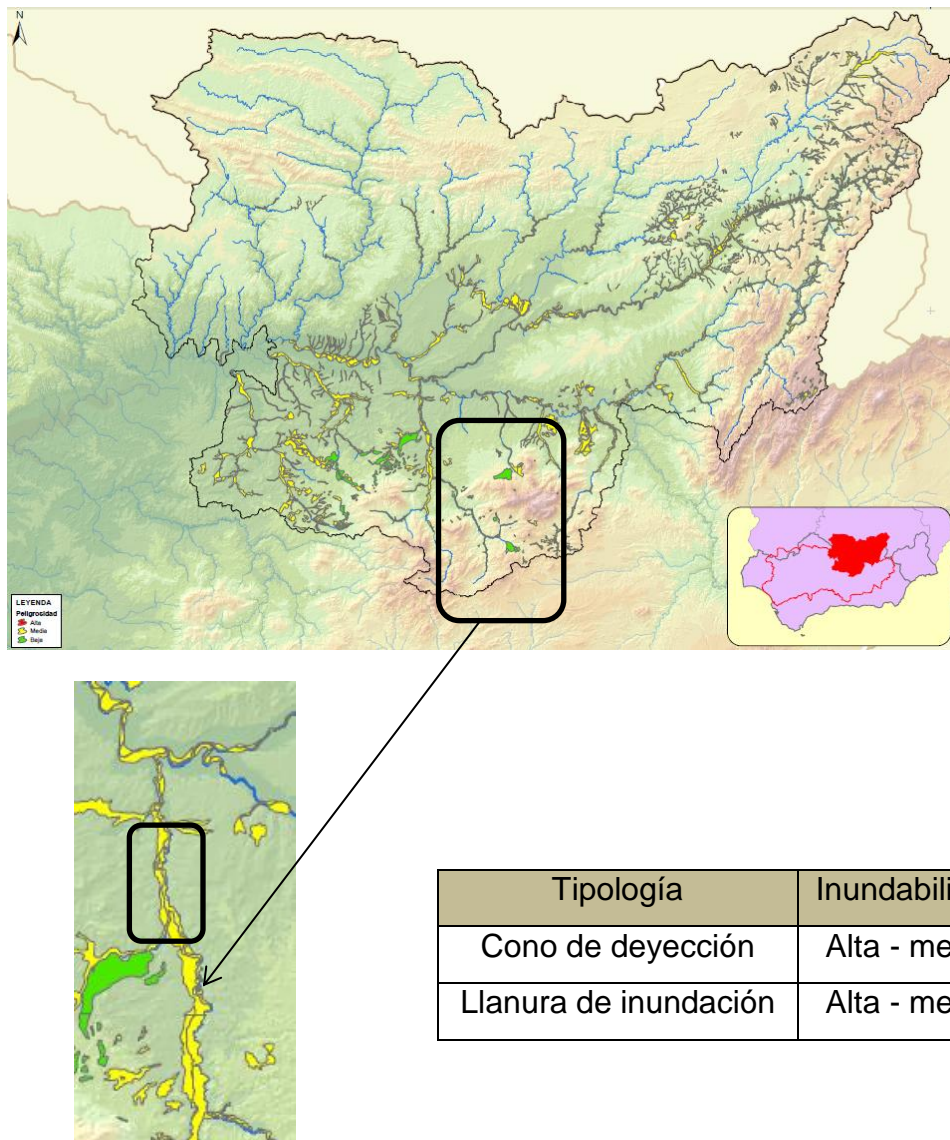 N
LEYENDA
Peligrosidad
Alta
Media
Baja
Tipología Inundabili
Cono de deyección Alta - me
Llanura de inundación Alta - me